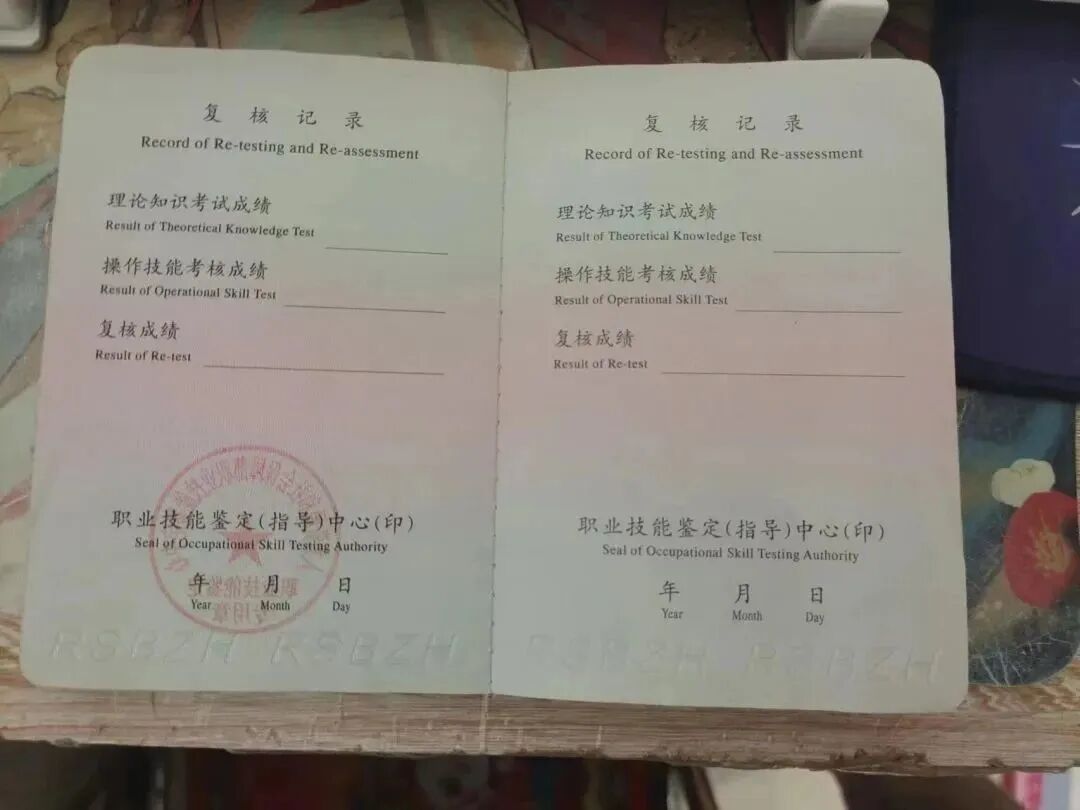 复核记录
Record of Re-testing and Re-assessment
理论知识考试成绩
Result of Theoretical Knowledge Test
操作技能考核成绩
Result of Operational Skill Test
复核成绩
Result of Re-test
职业技能鉴定(指导)中心(印)
Seal of Occupational Skill Testing Authority
年 月 日
Year Month Day
RSBZH RSBZH
复核记录
Record of Re-testing and Re-assessment
理论知识考试成绩
Result of Theoretical Knowledge Test
操作技能考核成绩
Result of Operational Skill Test
复核成绩
Result of Re-test
职业技能鉴定(指导)中心(印)
Seal of Occupational Skill Testing Authority
年 月 日
Year Month Day
RSBZH RSBZH